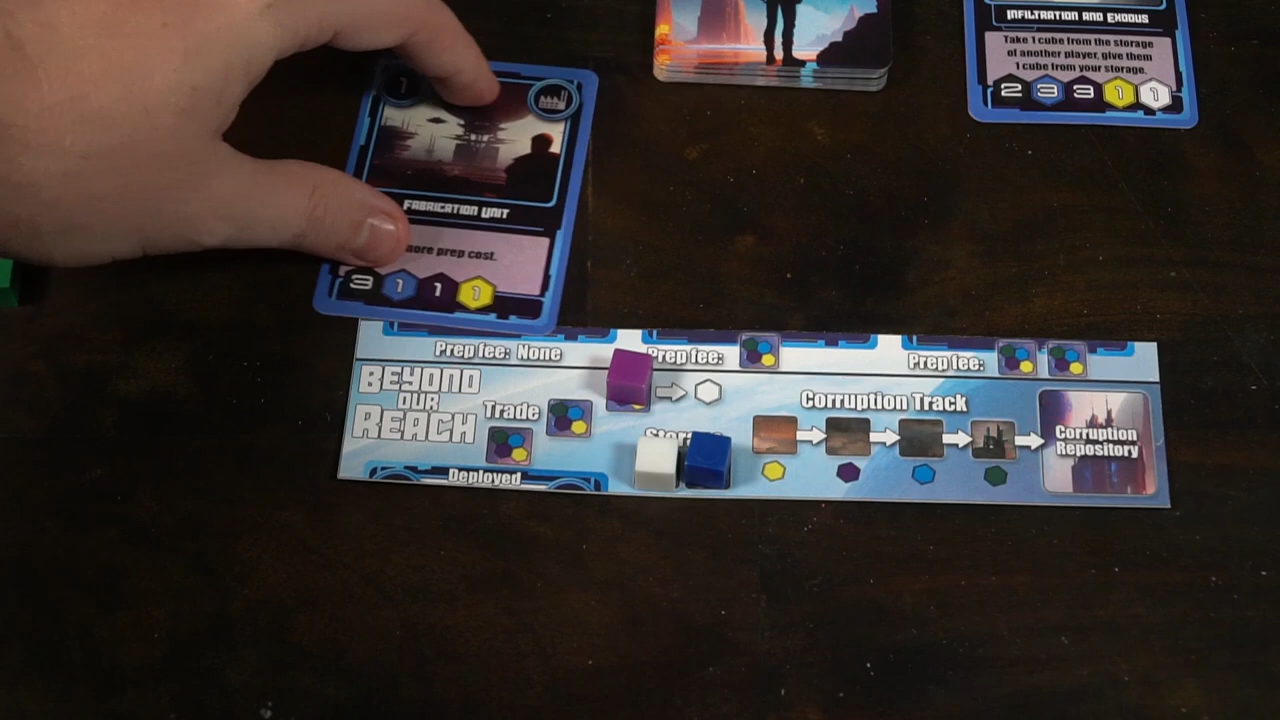 INFILTRATION AND EXODUS
Take 1 cube from the storage
of another player, give them
1 cube from your storage.
2 3 3 1 1
1
FABRICATION UNIT
more prep cost.
3 1 1 1
Prep fee: None
Prep fee:
Prep fee:
BEYOND
OUR
REACH
Trade
Corruption Track
Corruption
Repository
Deployed